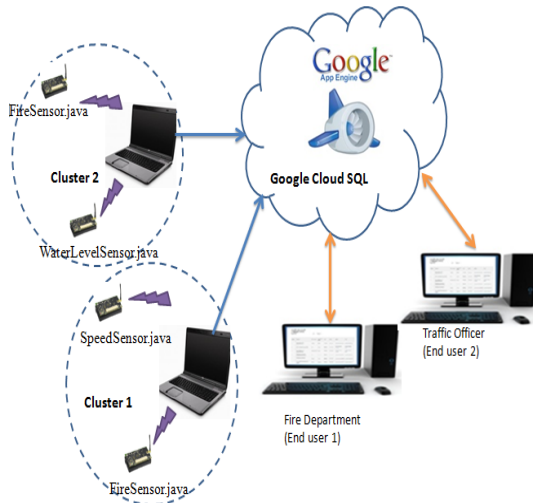 Google™
App Engine
Google Cloud SQL
FireSensor.java
Cluster 2
WaterLevelSensor.java
SpeedSensor.java
Cluster 1
FireSensor.java
Traffic Officer
(End user 2)
Fire Department
(End user 1)